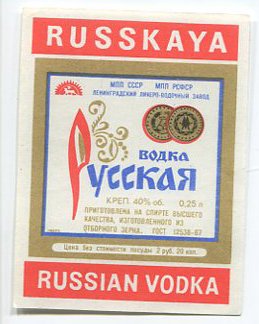 RUSSKAYA
МПП СССР МПП РСФСР
ЛЕНИНГРАДСКИЙ ЛИКЕРО-ВОДОЧНЫЙ ЗАВОД
ВОДКА
Русская
КРЕП. 40% об. 0,25 л
ПРИГОТОВЛЕНА НА СПИРТЕ ВЫСШЕГО
КАЧЕСТВА, ИЗГОТОВЛЕННОГО ИЗ
ОТБОРНОГО ЗЕРНА. ГОСТ 12538-67
Цена без стоимости посуды 2 руб. 20 коп.
RUSSIAN VODKA